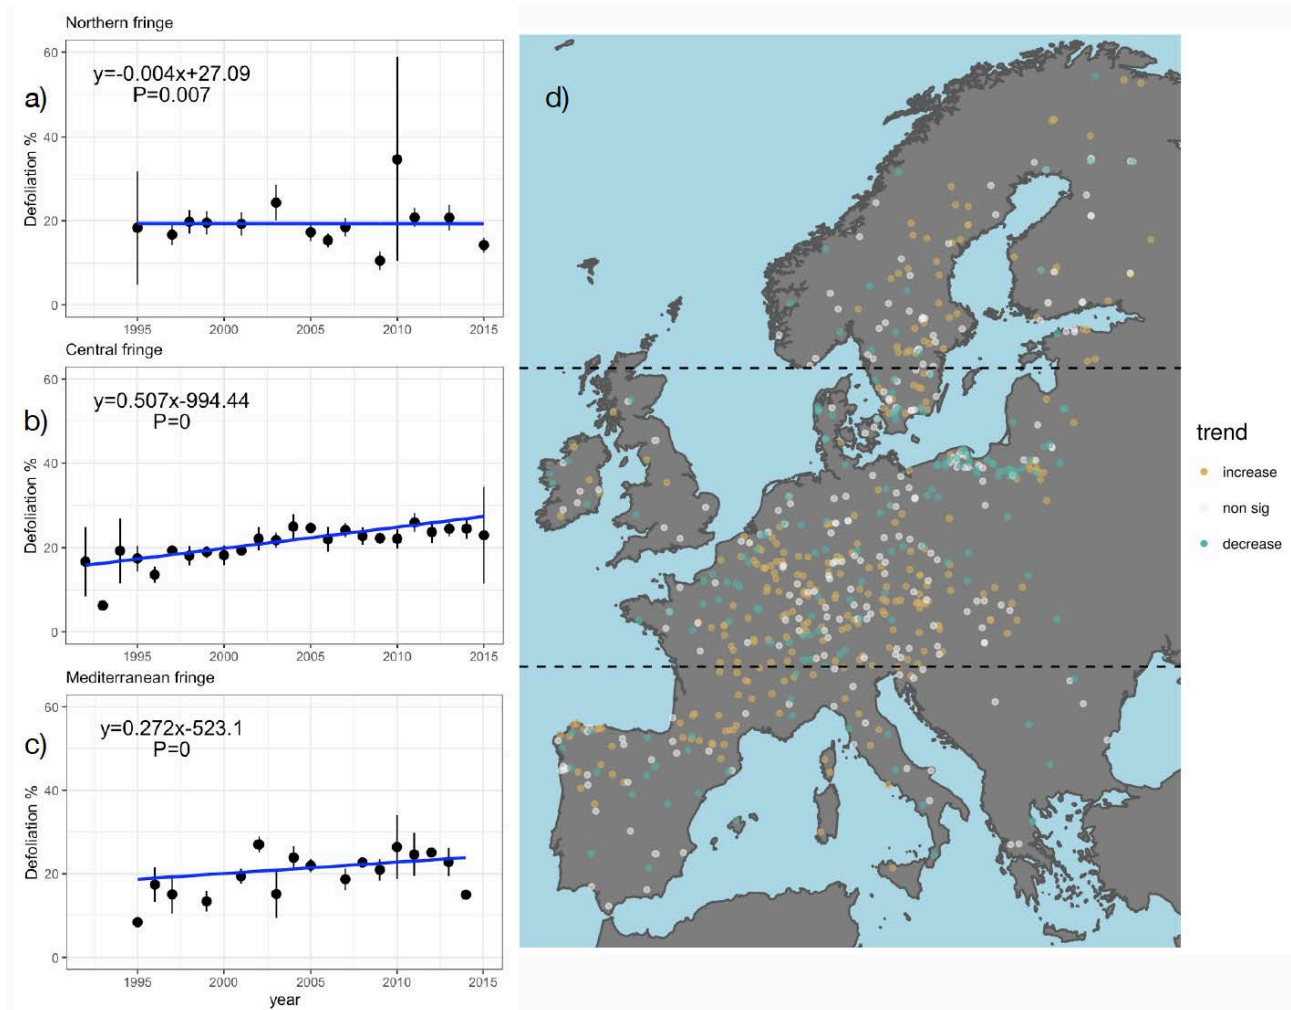 Northern fringe
a)
y=-0.004x+27.09
P=0.007
Defoliation %
60
40
20
0
1995 2000 2005 2010 2015
Central fringe
b)
y=0.507x-994.44
P=0
Defoliation %
60
40
20
0
1995 2000 2005 2010 2015
Mediterranean fringe
c)
y=0.272x-523.1
P=0
Defoliation %
60
40
20
0
1995 2000 2005 2010 2015
year
d)
trend
increase
non sig
decrease